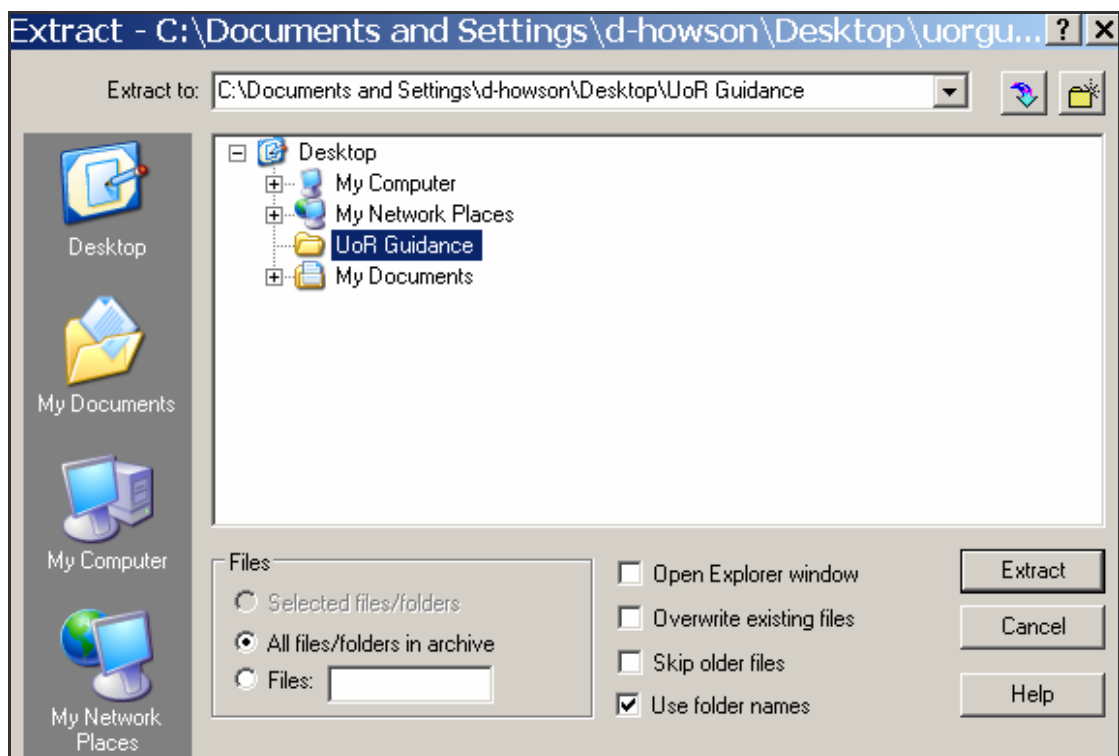 Extract - C:\Documents and Settings\d-howson\Desktop\uorgu...
Extract to: C:\Documents and Settings\d-howson\Desktop\UoR Guidance
Desktop
My Documents
My Computer
My Network
Places
Desktop
My Computer
My Network Places
UoR Guidance
My Documents
Files
Selected files/folders
All files/folders in archive
Files:
Open Explorer window
Overwrite existing files
Skip older files
Use folder names
Extract
Cancel
Help